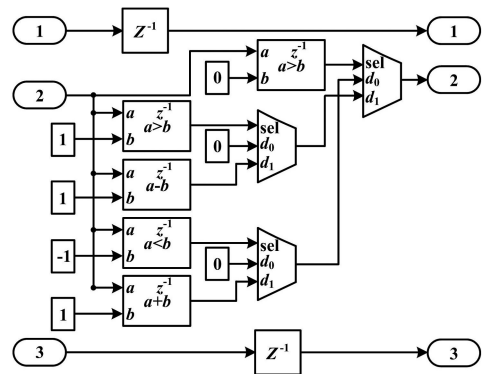 1 Z⁻¹ 1
a z⁻¹ sel
0 b a>b d₀ 2
2 d₁
a z⁻¹ sel
1 b a>b 0 d₀
a z⁻¹ d₁
1 b a-b
a z⁻¹ sel
-1 b a<b 0 d₀
a z⁻¹ d₁
1 b a+b
3 Z⁻¹ 3